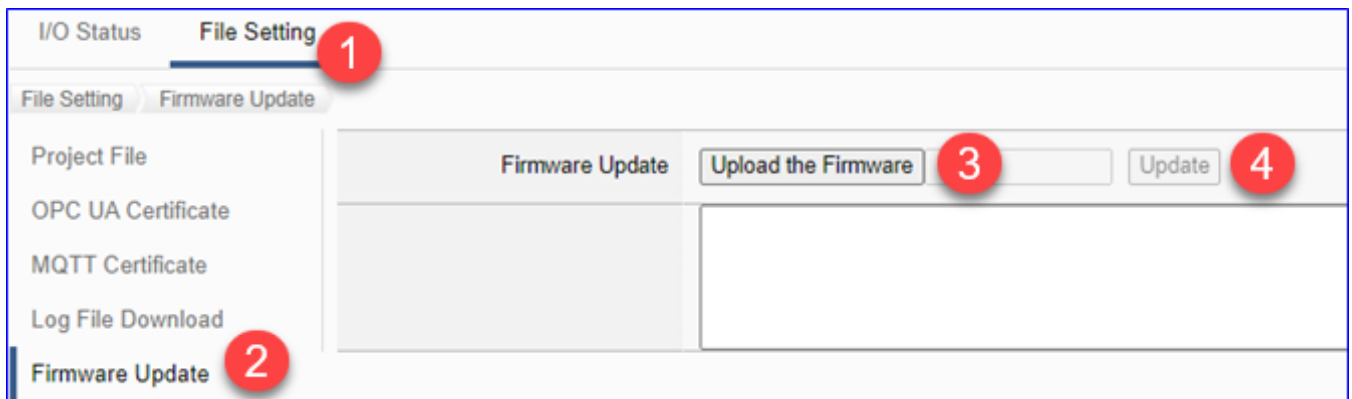 I/O Status File Setting 1
File Setting Firmware Update
Project File
Firmware Update Upload the Firmware 3 Update 4
OPC UA Certificate
MQTT Certificate
Log File Download
Firmware Update 2